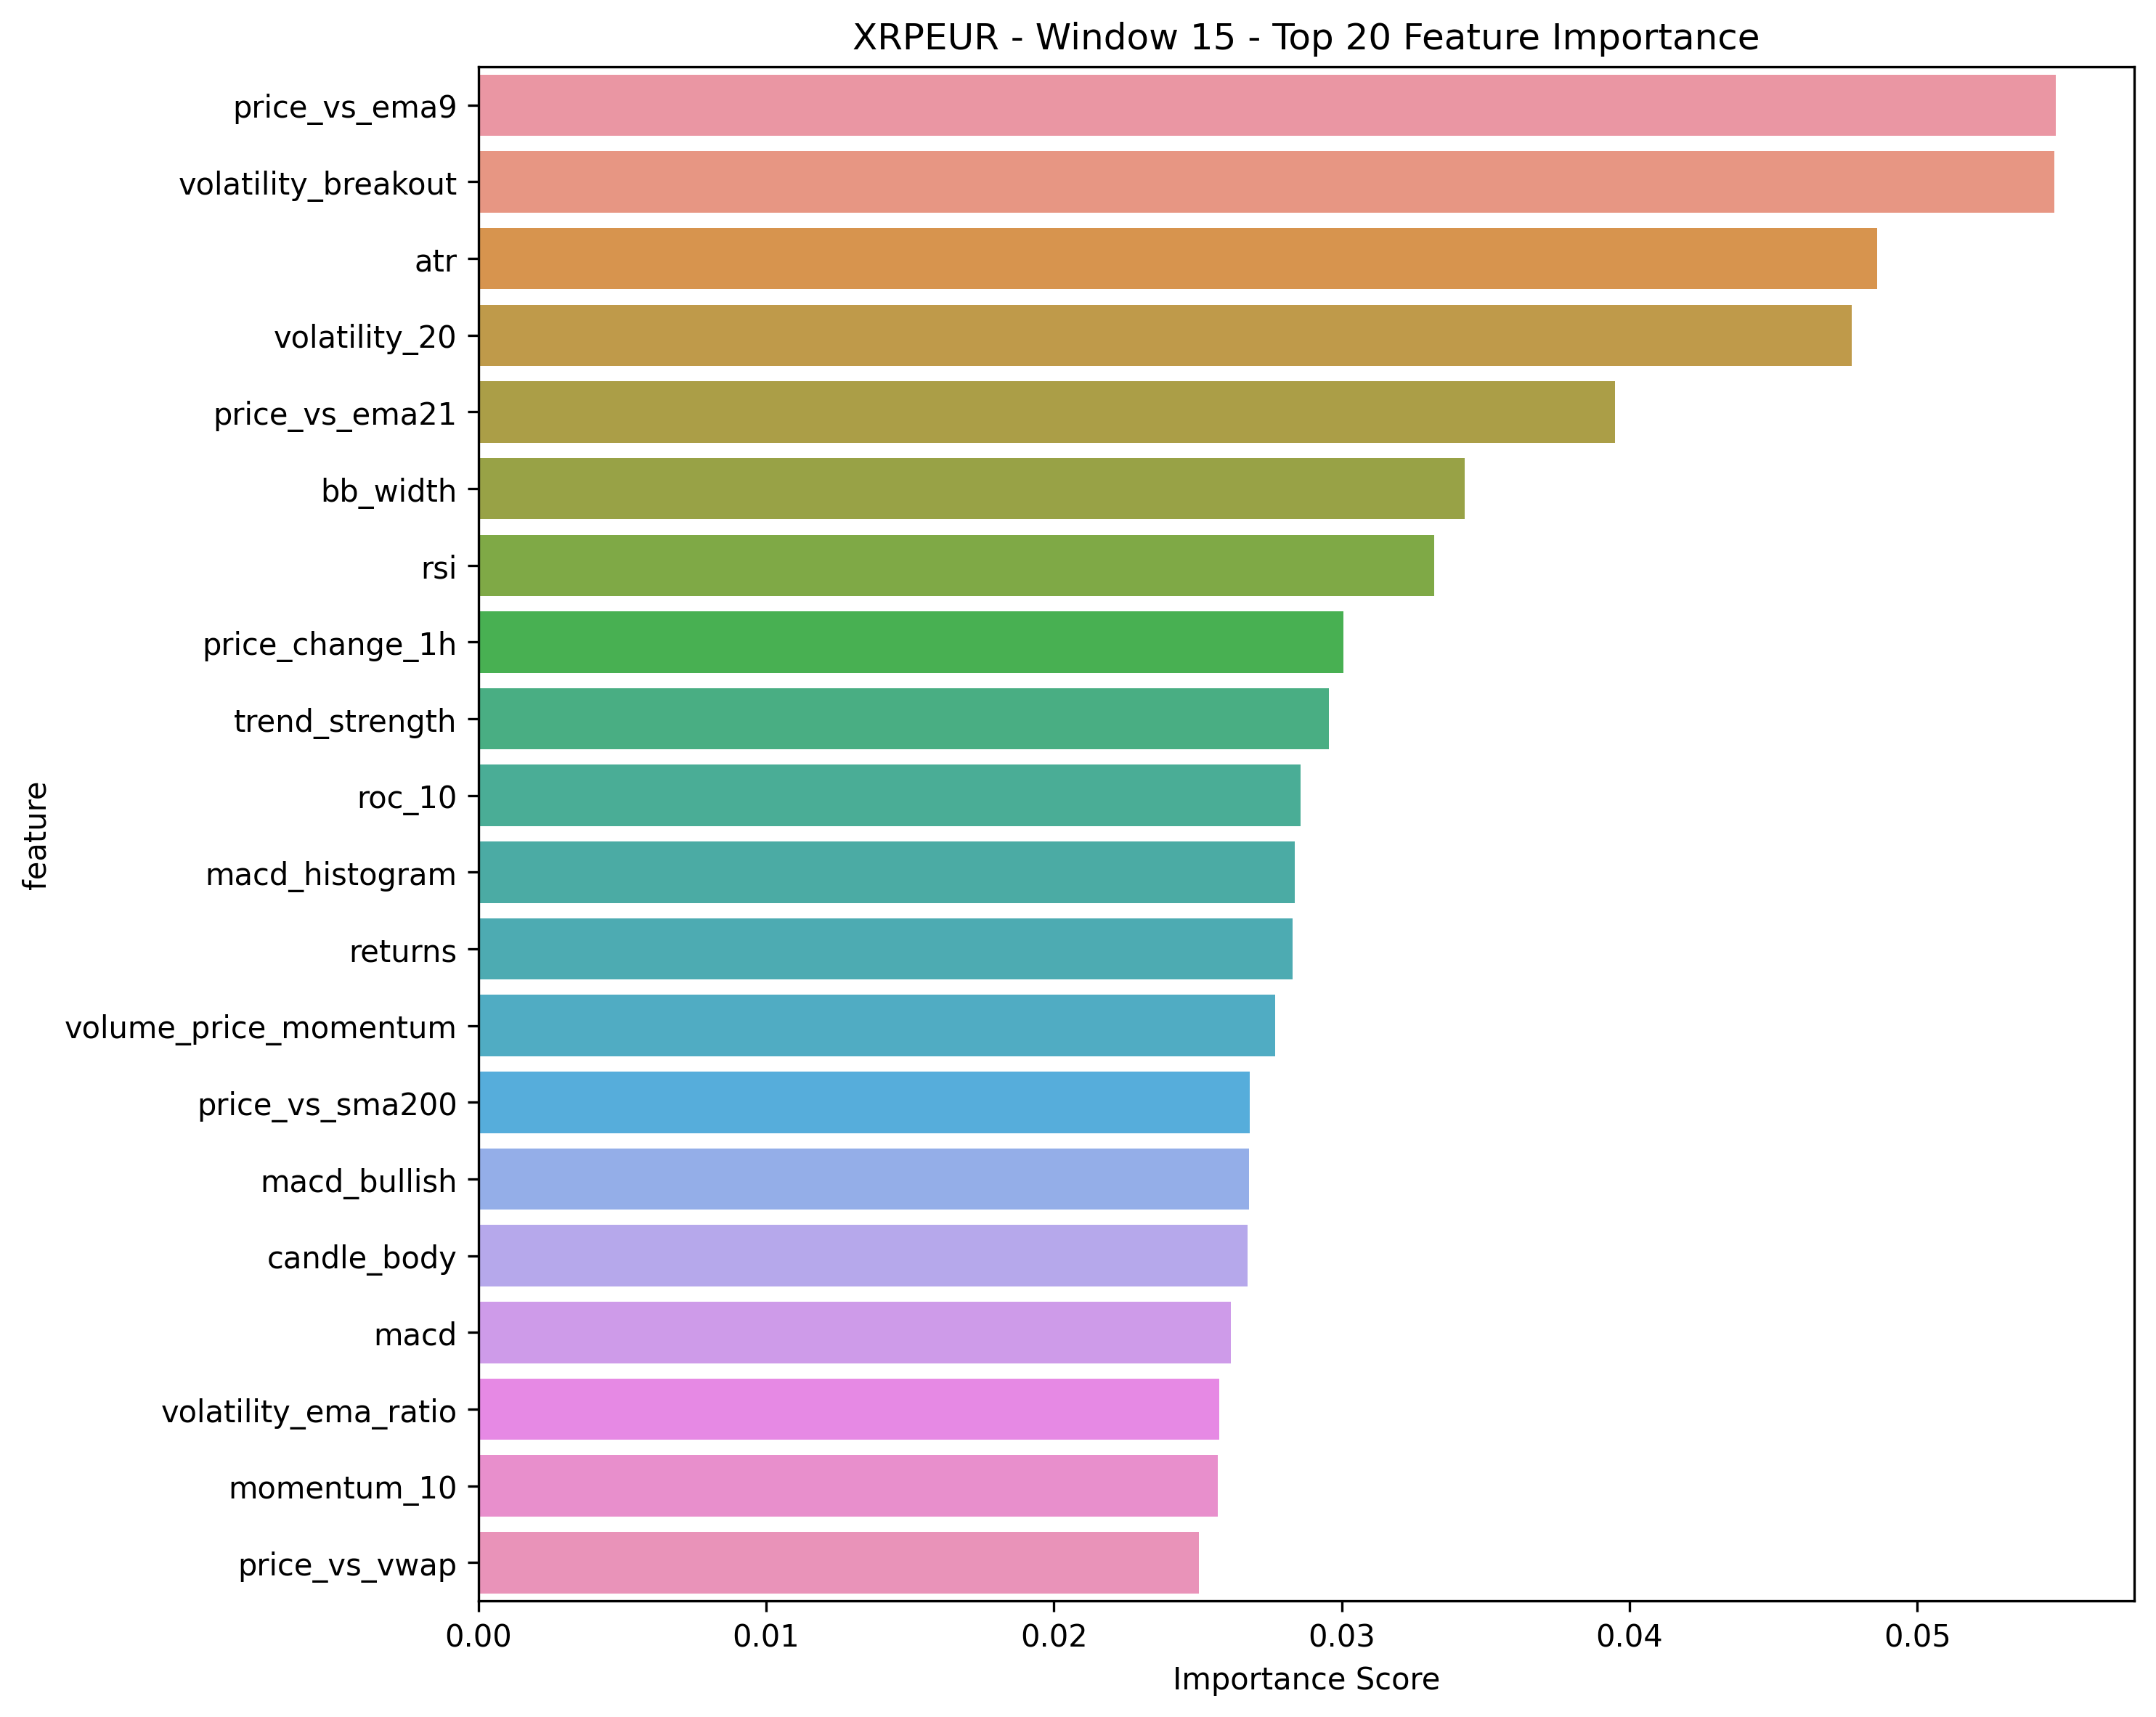 XRPEUR - Window 15 - Top 20 Feature Importance
price_vs_ema9
volatility_breakout
atr
volatility_20
price_vs_ema21
bb_width
rsi
price_change_1h
trend_strength
roc_10
macd_histogram
returns
volume_price_momentum
price_vs_sma200
macd_bullish
candle_body
macd
volatility_ema_ratio
momentum_10
price_vs_vwap
feature
0.00 0.01 0.02 0.03 0.04 0.05
Importance Score